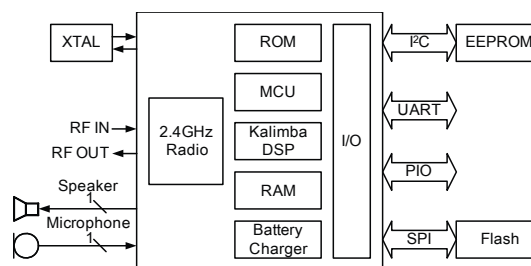 XTAL
RF IN
RF OUT
Speaker
1
Microphone
1
2.4GHz
Radio
ROM
MCU
Kalimba
DSP
RAM
Battery
Charger
I/O
I²C
UART
PIO
SPI
EEPROM
Flash